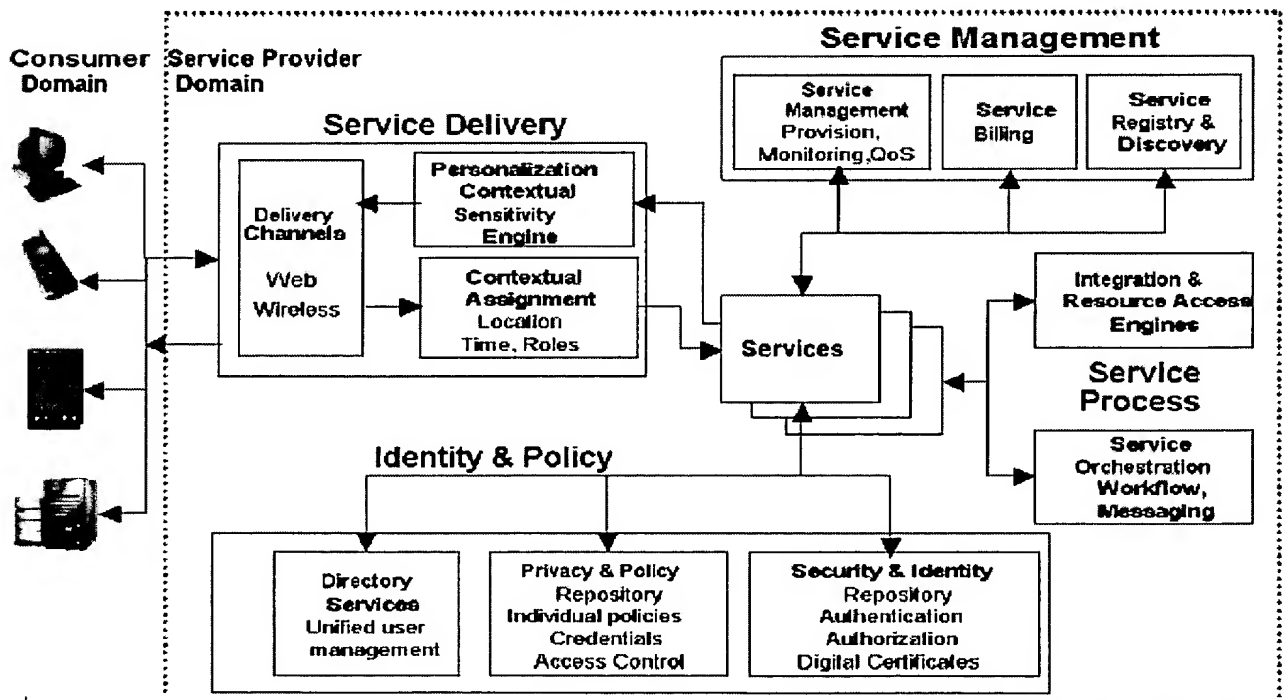 Consumer
Domain
Service Provider
Domain
Service Management
Service
Management
Provision,
Monitoring,QoS
Service
Billing
Service
Registry &
Discovery
Service Delivery
Delivery
Channels
Web
Wireless
Personalization
Contextual
Sensitivity
Engine
Contextual
Assignment
Location
Time, Roles
Services
Integration &
Resource Access
Engines
Service
Process
Service
Orchestration
Workflow,
Messaging
Identity & Policy
Directory
Services
Unified user
management
Privacy & Policy
Repository
Individual policies
Credentials
Access Control
Security & Identity
Repository
Authentication
Authorization
Digital Certificates